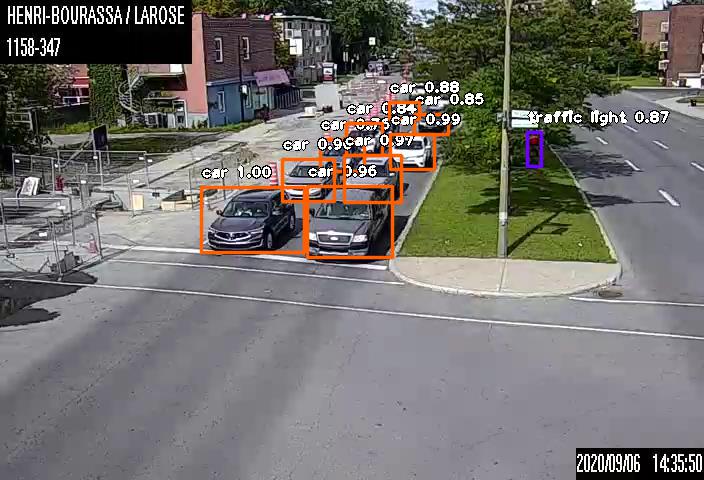 HENRI-BOURASSA / LAROSE
1158-347
car 0.88
car 0.85
car 0.84
car 0.99
traffic light 0.87
car 0.97
car 1.00
car 0.96
2020/09/06 14:35:50